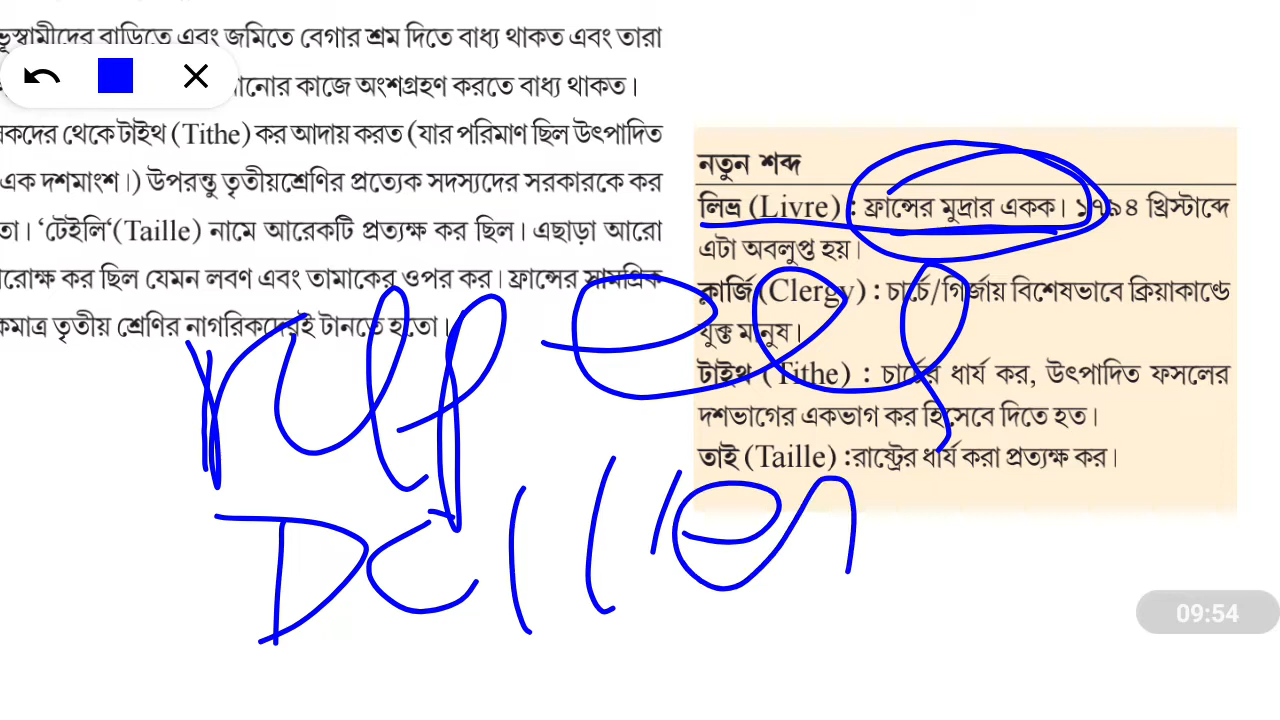 ভূস্বামীদের বাড়িতে এবং জমিতে বেগার শ্রম দিতে বাধ্য থাকত এবং তারা
কাজে অংশগ্রহণ করতে বাধ্য থাকত।
থেকে টাইথ (Tithe) কর আদায় করত (যার পরিমাণ ছিল উৎপাদিত
এক দশমাংশ।) উপরন্তু তৃতীয়শ্রেণির প্রত্যেক সদস্যদের সরকারকে কর
'টেইলি'(Taille) নামে আরেকটি প্রত্যক্ষ কর ছিল। এছাড়া আরো
কর ছিল যেমন লবণ এবং তামাকের ওপর কর। ফ্রান্সের সামগ্রিক
তৃতীয় শ্রেণির নাগরিকদেরই টানতে হতো।
নতুন শব্দ
লিভ্র (Livre) : ফ্রান্সের মুদ্রার একক। ১৭৯৪ খ্রিস্টাব্দে
এটা অবলুপ্ত হয়।
ক্লার্জি (Clergy) : চার্চে/গির্জায় বিশেষভাবে ক্রিয়াকাণ্ডে
যুক্ত মানুষ।
টাইথ (Tithe) : চার্চের ধার্য কর, উৎপাদিত ফসলের
দশভাগের একভাগ কর হিসেবে দিতে হত।
তাই (Taille) :রাষ্ট্রের ধার্য করা প্রত্যক্ষ কর।
09:54